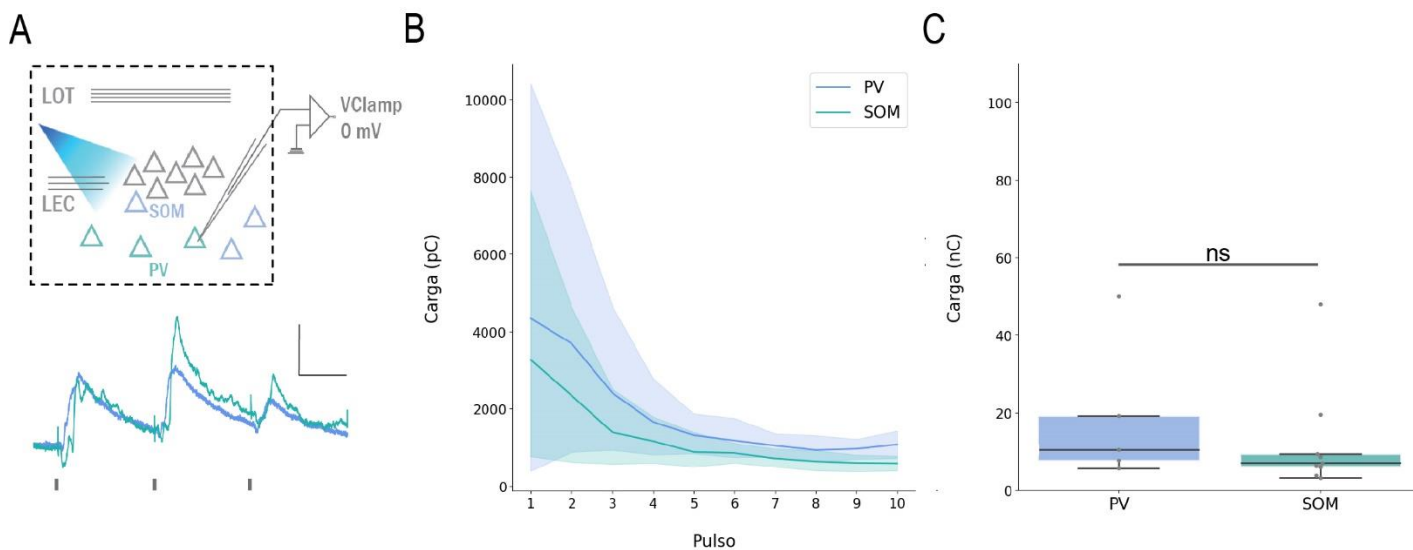 A
LOT
VClamp
0 mV
LEC
SOM
PV
B
PV
SOM
10000
8000
6000
4000
2000
0
Carga (pC)
1 2 3 4 5 6 7 8 9 10
Pulso
C
ns
100
80
60
40
20
0
Carga (nC)
PV SOM